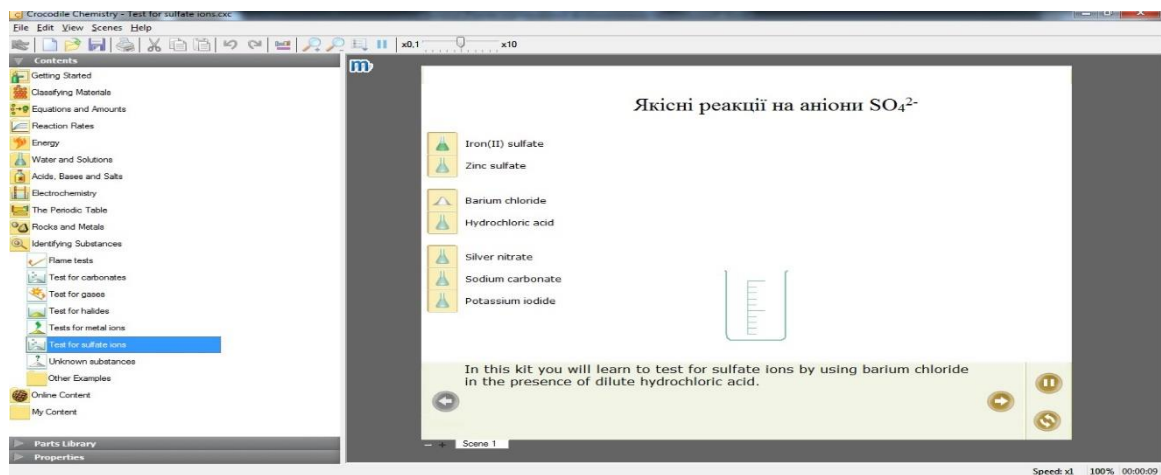 Crocodile Chemistry - Test for sulfate ions.cxc
File Edit View Scenes Help
x0,1 x10
Contents
Getting Started
Classifying Materials
Equations and Amounts
Reaction Rates
Energy
Water and Solutions
Acids, Bases and Salts
Electrochemistry
The Periodic Table
Rocks and Metals
Identifying Substances
Flame tests
Test for carbonates
Test for gases
Test for halides
Tests for metal ions
Test for sulfate ions
Unknown substances
Other Examples
Online Content
My Content
Parts Library
Properties
m
Якісні реакції на аніони SO₄²⁻
Iron(II) sulfate
Zinc sulfate
Barium chloride
Hydrochloric acid
Silver nitrate
Sodium carbonate
Potassium iodide
In this kit you will learn to test for sulfate ions by using barium chloride
in the presence of dilute hydrochloric acid.
Scene 1
Speed: x1 100% 00:00:09